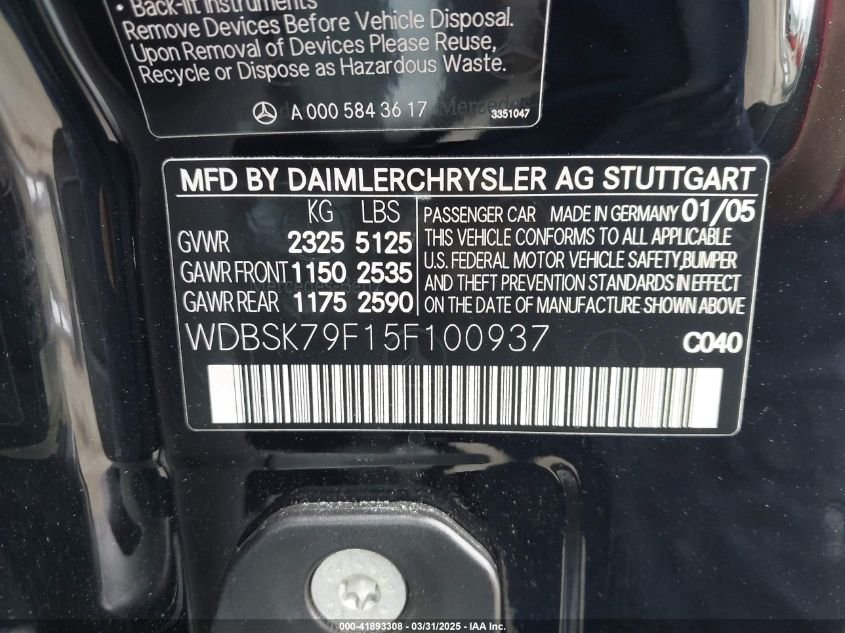 • Back-lit Instruments
Remove Devices Before Vehicle Disposal.
Upon Removal of Devices Please Reuse,
Recycle or Dispose as Hazardous Waste.
A 000 584 36 17
3351047
MFD BY DAIMLERCHRYSLER AG STUTTGART
KG LBS
GVWR 2325 5125
GAWR FRONT 1150 2535
GAWR REAR 1175 2590
PASSENGER CAR MADE IN GERMANY 01/05
THIS VEHICLE CONFORMS TO ALL APPLICABLE
U.S. FEDERAL MOTOR VEHICLE SAFETY,BUMPER
AND THEFT PREVENTION STANDARDS IN EFFECT
ON THE DATE OF MANUFACTURE SHOWN ABOVE
WDBSK79F15F100937
C040
000-41893308 - 03/31/2025 - IAA Inc.